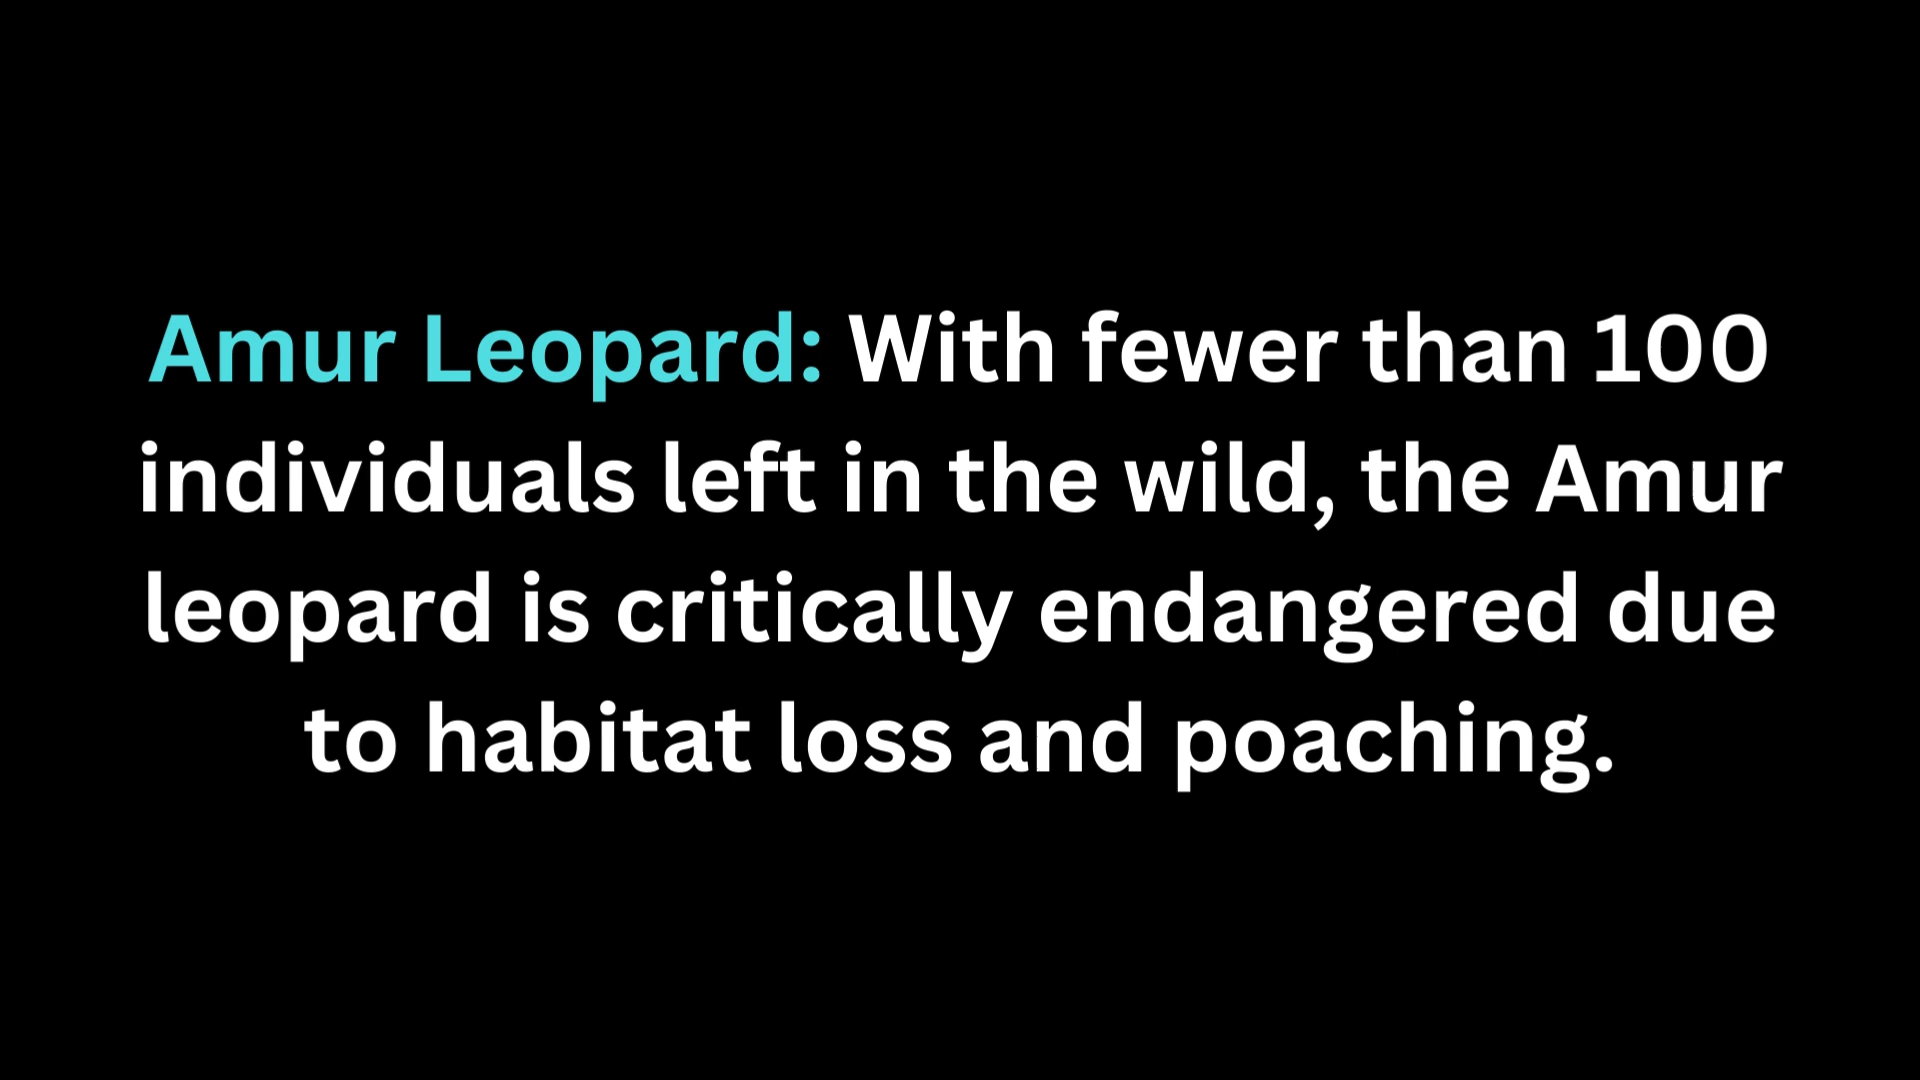 Amur Leopard: With fewer than 100
individuals left in the wild, the Amur
leopard is critically endangered due
to habitat loss and poaching.